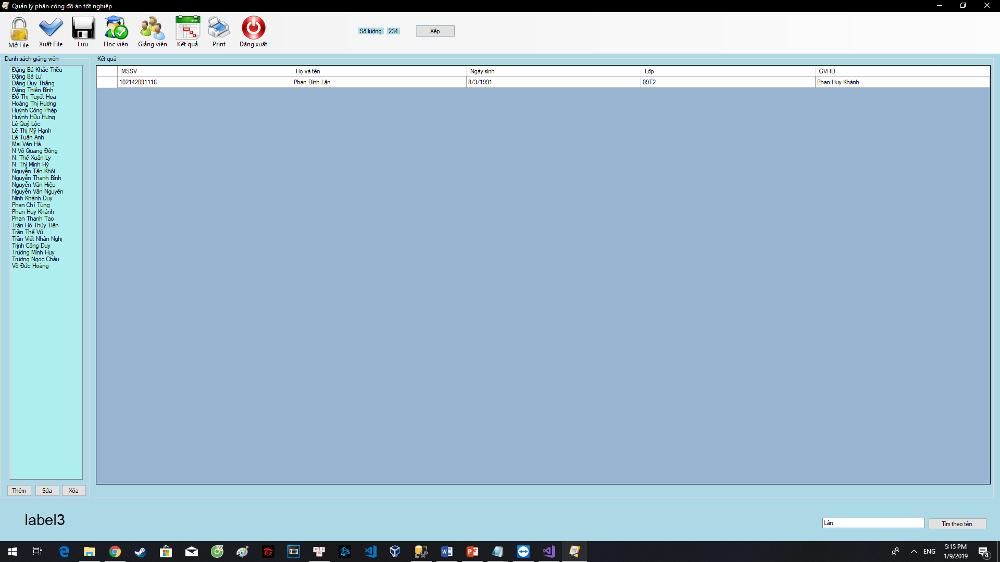 Quản lý phân công đồ án tốt nghiệp
Mở File
Xuất File
Lưu
Học viên
Giảng viên
Kết quả
Print
Đăng xuất
Số lượng 234
Xếp
Danh sách giảng viên
Đặng Bá Khắc Triều
Đặng Bá Lư
Đặng Duy Thắng
Đặng Thiên Bình
Đỗ Thị Tuyết Hoa
Hoàng Thị Hương
Huỳnh Công Pháp
Huỳnh Hữu Hưng
Lê Quý Lộc
Lê Thị Mỹ Hạnh
Lê Tuấn Anh
Mai Văn Hà
N Võ Quang Đông
N. Thế Xuân Ly
N. Thị Minh Hỷ
Nguyễn Tấn Khôi
Nguyễn Thanh Bình
Nguyễn Văn Hiệu
Nguyễn Văn Nguyên
Ninh Khánh Duy
Phan Chí Tùng
Phan Huy Khánh
Phan Thanh Tao
Trần Hồ Thủy Tiên
Trần Thế Vũ
Trần Viết Nhân Nghị
Trịnh Công Duy
Trương Minh Huy
Trương Ngọc Châu
Võ Đức Hoàng
Thêm
Sửa
Xóa
Kết quả
MSSV Họ và tên Ngày sinh Lớp GVHD
102142091116 Phan Đình Lân 8/3/1991 09T2 Phan Huy Khánh
label3
Lân
Tìm theo tên
ENG
5:15 PM
1/9/2019
4